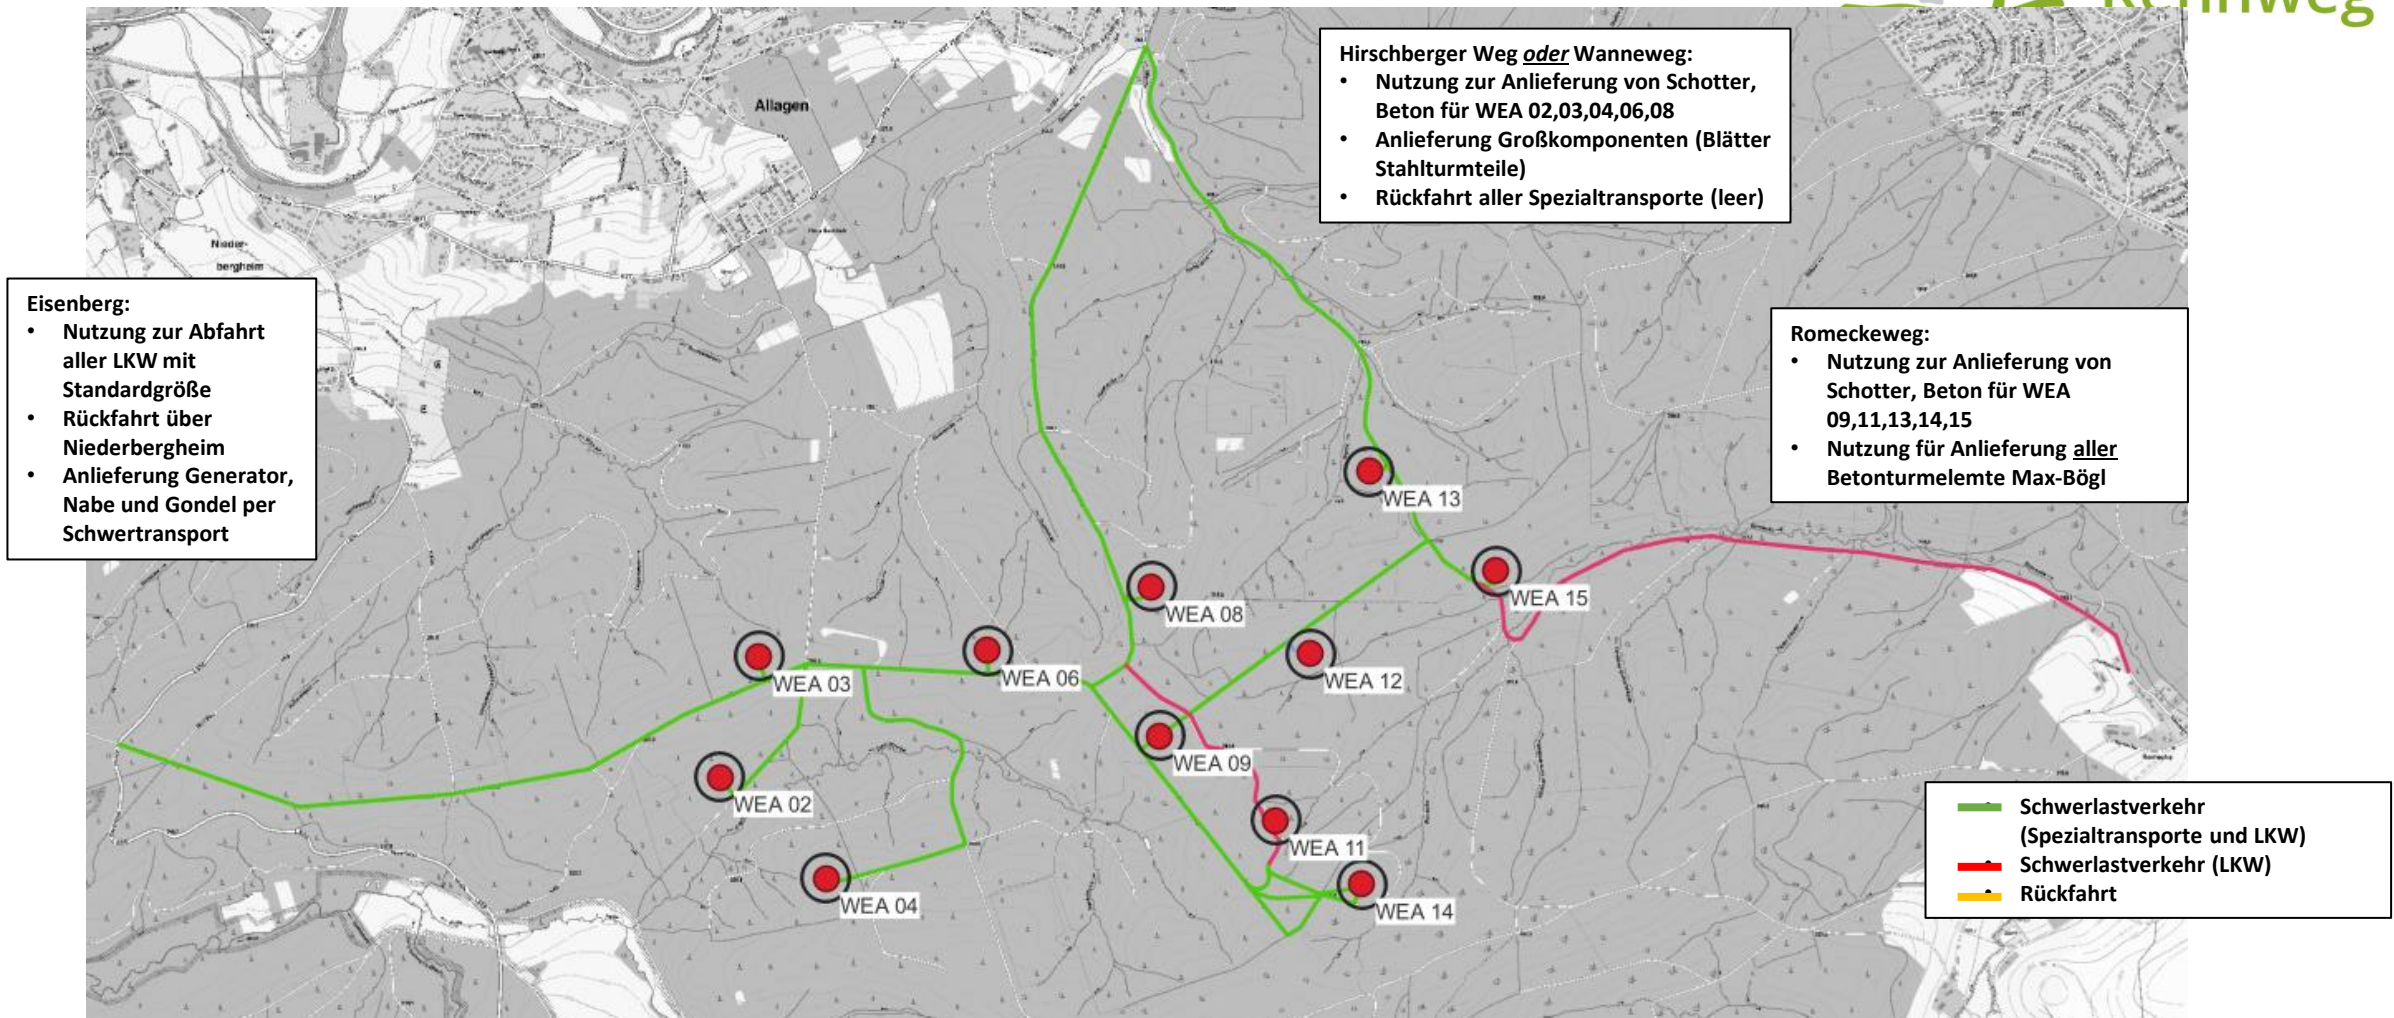 Rennweg
Allagen
Nieder-
bergheim
Hirschberger Weg oder Wanneweg:
• Nutzung zur Anlieferung von Schotter,
Beton für WEA 02,03,04,06,08
• Anlieferung Großkomponenten (Blätter
Stahlturmteile)
• Rückfahrt aller Spezialtransporte (leer)
Eisenberg:
• Nutzung zur Abfahrt
aller LKW mit
Standardgröße
• Rückfahrt über
Niederbergheim
• Anlieferung Generator,
Nabe und Gondel per
Schwertransport
Romeckeweg:
• Nutzung zur Anlieferung von
Schotter, Beton für WEA
09,11,13,14,15
• Nutzung für Anlieferung aller
Betonturmelemte Max-Bögl
WEA 13
WEA 15
WEA 08
WEA 03
WEA 06
WEA 12
WEA 09
WEA 02
WEA 11
WEA 04
WEA 14
Schwerlastverkehr
(Spezialtransporte und LKW)
Schwerlastverkehr (LKW)
Rückfahrt